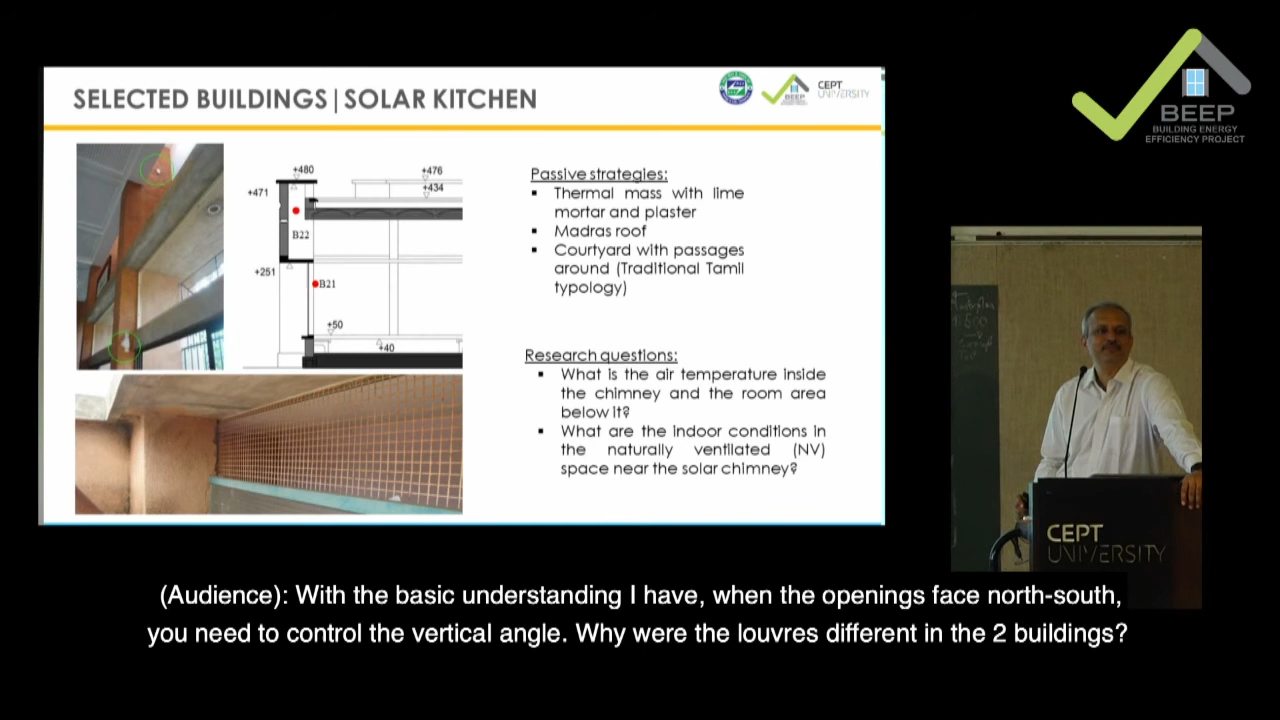 SELECTED BUILDINGS|SOLAR KITCHEN
BEEP
CEPT
UNIVERSITY
BEEP
BUILDING ENERGY
EFFICIENCY PROJECT
+480
+476
+471
+434
B22
+251
B21
+50
+40
Passive strategies:
▪ Thermal mass with lime
mortar and plaster
▪ Madras roof
▪ Courtyard with passages
around (Traditional Tamil
typology)
Research questions:
▪ What is the air temperature inside
the chimney and the room area
below it?
▪ What are the indoor conditions in
the naturally ventilated (NV)
space near the solar chimney?
CEPT
UNIVERSITY
(Audience): With the basic understanding I have, when the openings face north-south,
you need to control the vertical angle. Why were the louvres different in the 2 buildings?